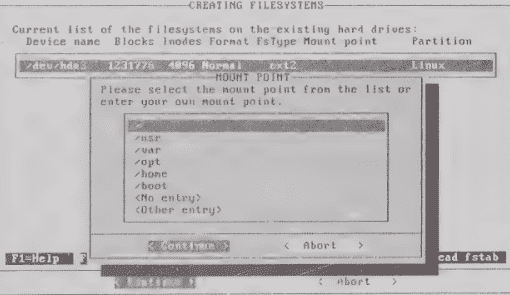 CREATING FILESYSTEMS
Current list of the filesystems on the existing hard drives:
Device name Blocks Inodes Format fsType Mount point Partition
/dev/hda3 1231776 4096 Normal ext2 Linux
MOUNT POINT
Please select the mount point from the list or
enter your own mount point.
/
/usr
/var
/opt
/home
/boot
<No entry>
<Other entry>
< Continue > < Abort >
F1=Help ead fstab
< Continue > < Abort >